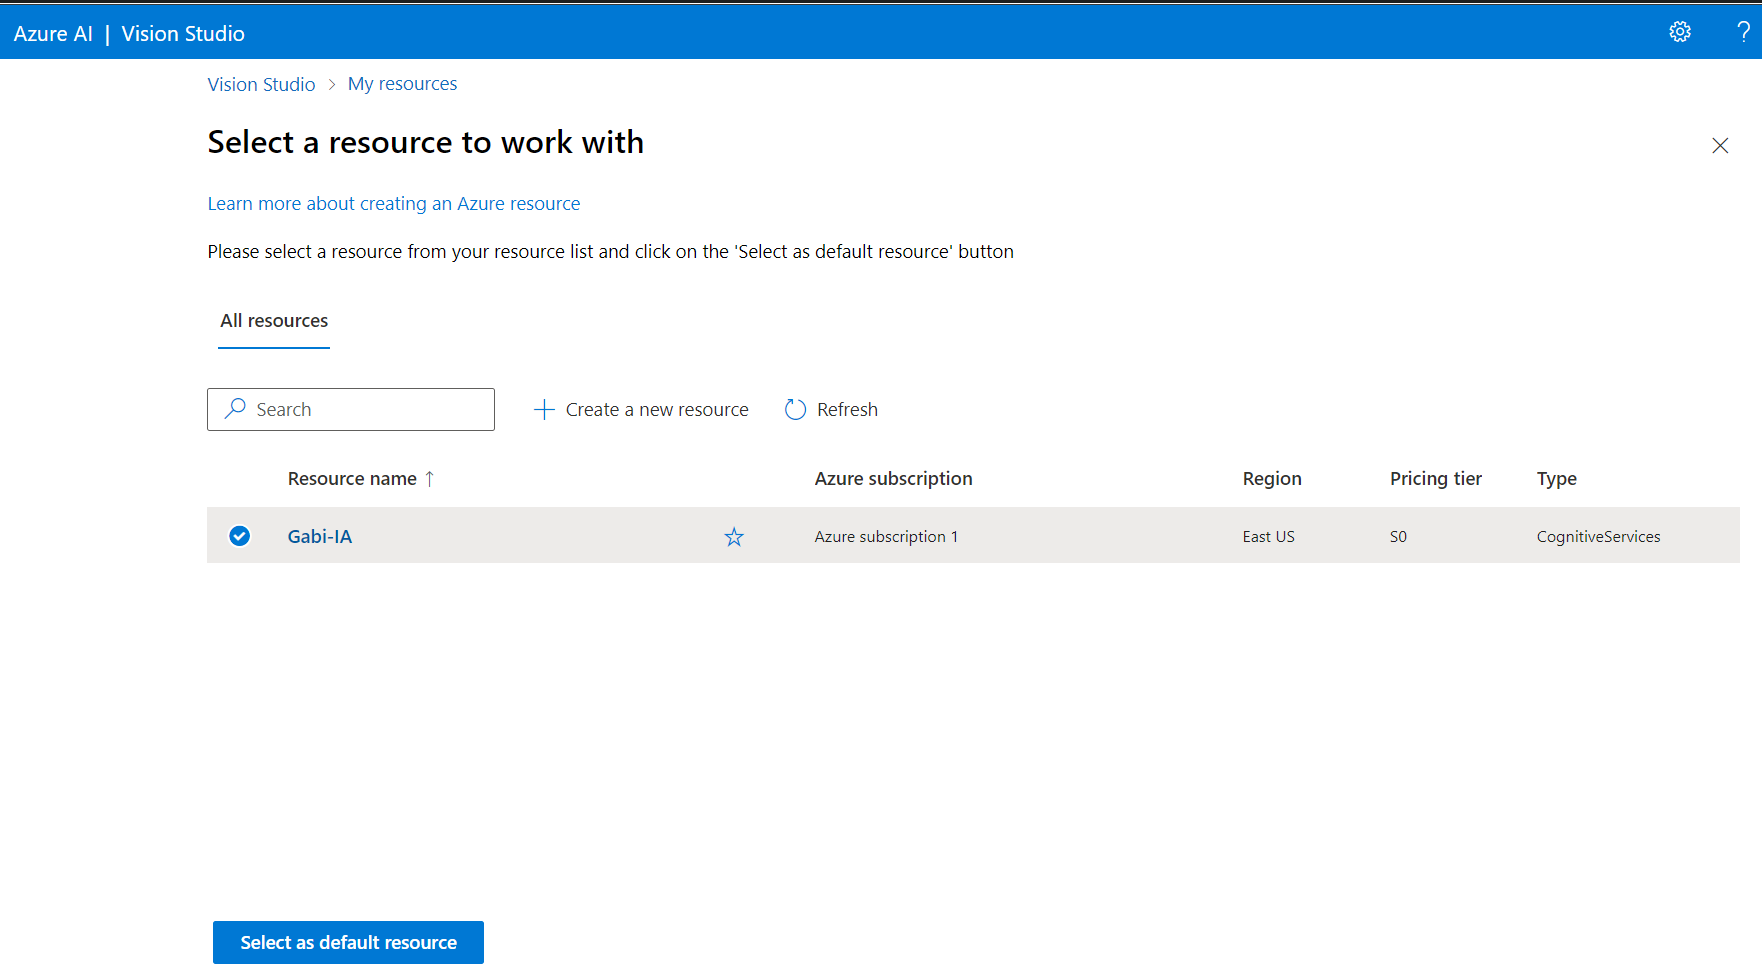 Azure AI | Vision Studio
?
Vision Studio > My resources
Select a resource to work with
Learn more about creating an Azure resource
Please select a resource from your resource list and click on the 'Select as default resource' button
All resources
Search
Create a new resource
Refresh
Resource name ↑ Azure subscription Region Pricing tier Type
Gabi-IA Azure subscription 1 East US S0 CognitiveServices
Select as default resource